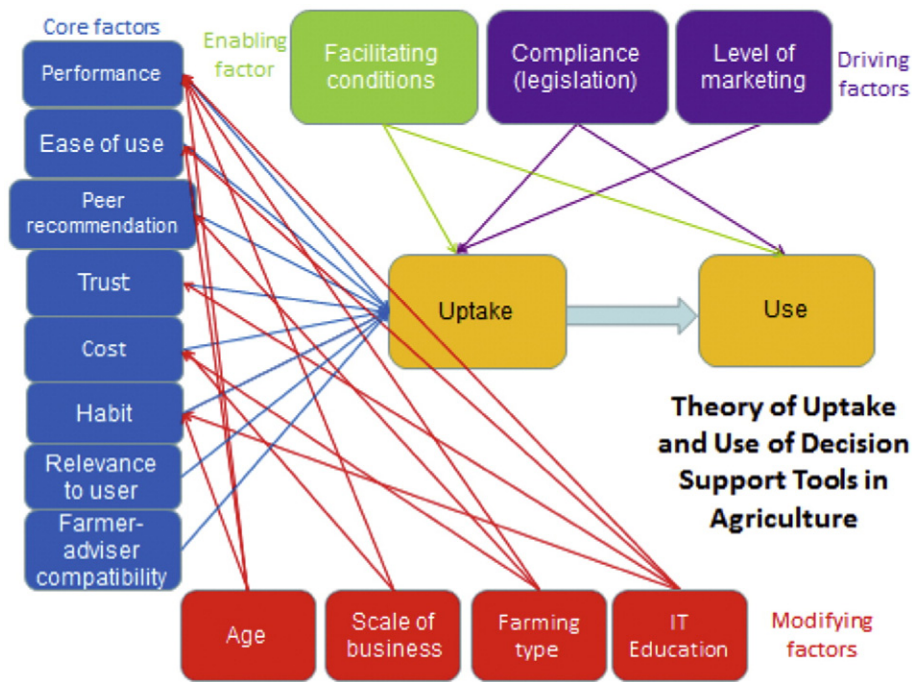 Core factors
Performance
Ease of use
Peer
recommendation
Trust
Cost
Habit
Relevance
to user
Farmer-
adviser
compatibility
Enabling
factor
Facilitating
conditions
Compliance
(legislation)
Level of
marketing
Driving
factors
Uptake
Use
Theory of Uptake
and Use of Decision
Support Tools in
Agriculture
Age
Scale of
business
Farming
type
IT
Education
Modifying
factors